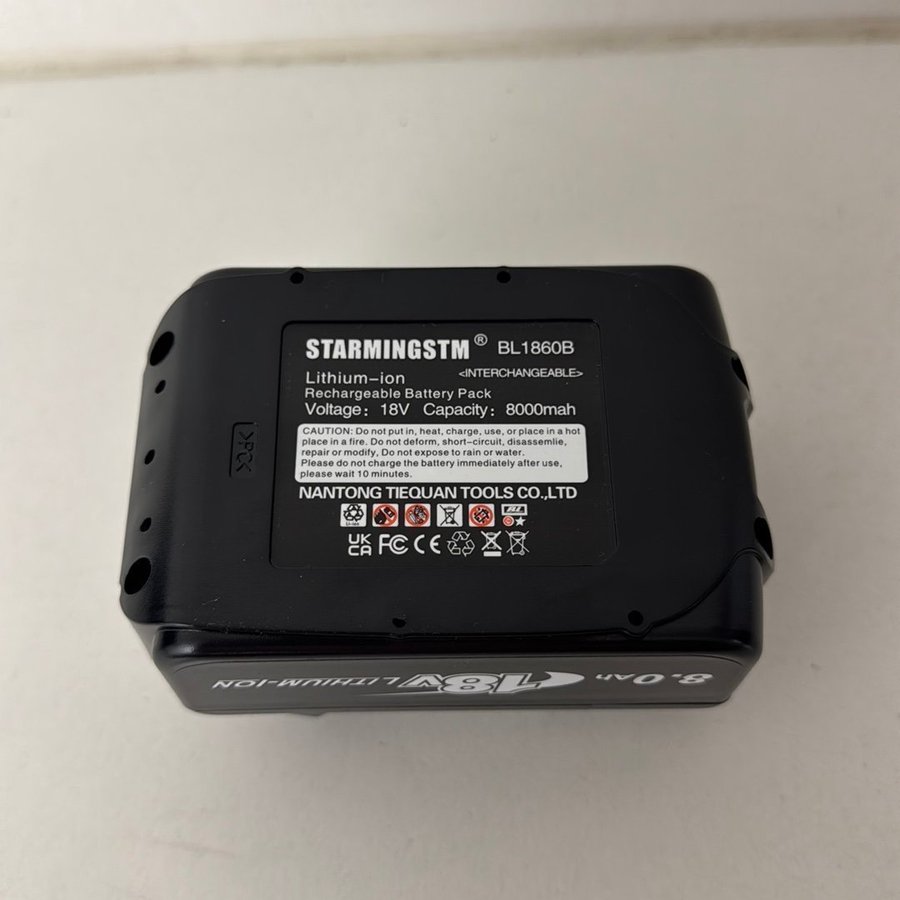 STARMINGSTM® BL1860B
<INTERCHANGEABLE>
Lithium-ion
Rechargeable Battery Pack
Voltage: 18V Capacity: 8000mah
CAUTION: Do not put in, heat, charge, use, or place in a hot
place in a fire. Do not deform, short-circuit, disassemlie,
repair or modify, Do not expose to rain or water.
Please do not charge the battery immediately after use,
please wait 10 minutes.
NANTONG TIEQUAN TOOLS CO.,LTD
Li-ion
UK
CA FC CE
>PC<
8.0Ah 18V LITHIUM-ION